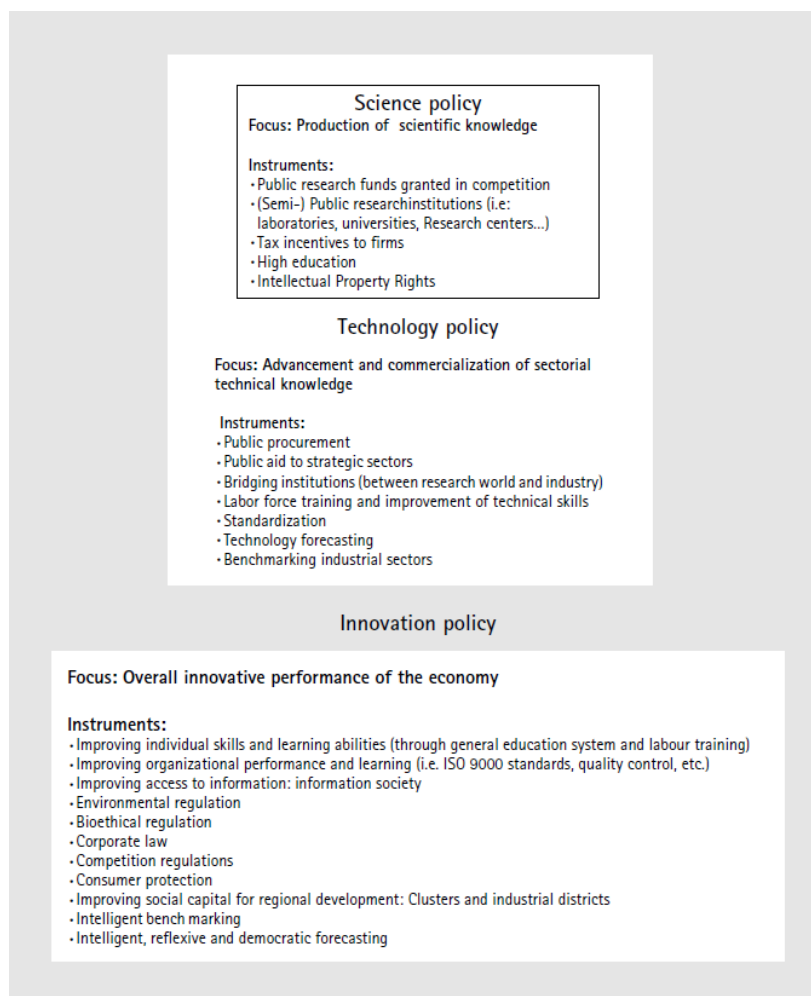 Science policy
Focus: Production of scientific knowledge
Instruments:
· Public research funds granted in competition
· (Semi-) Public researchinstitutions (i.e:
laboratories, universities, Research centers...)
· Tax incentives to firms
· High education
· Intellectual Property Rights
Technology policy
Focus: Advancement and commercialization of sectorial
technical knowledge
Instruments:
· Public procurement
· Public aid to strategic sectors
· Bridging institutions (between research world and industry)
· Labor force training and improvement of technical skills
· Standardization
· Technology forecasting
· Benchmarking industrial sectors
Innovation policy
Focus: Overall innovative performance of the economy
Instruments:
· Improving individual skills and learning abilities (through general education system and labour training)
· Improving organizational performance and learning (i.e. ISO 9000 standards, quality control, etc.)
· Improving access to information: information society
· Environmental regulation
· Bioethical regulation
· Corporate law
· Competition regulations
· Consumer protection
· Improving social capital for regional development: Clusters and industrial districts
· Intelligent bench marking
· Intelligent, reflexive and democratic forecasting